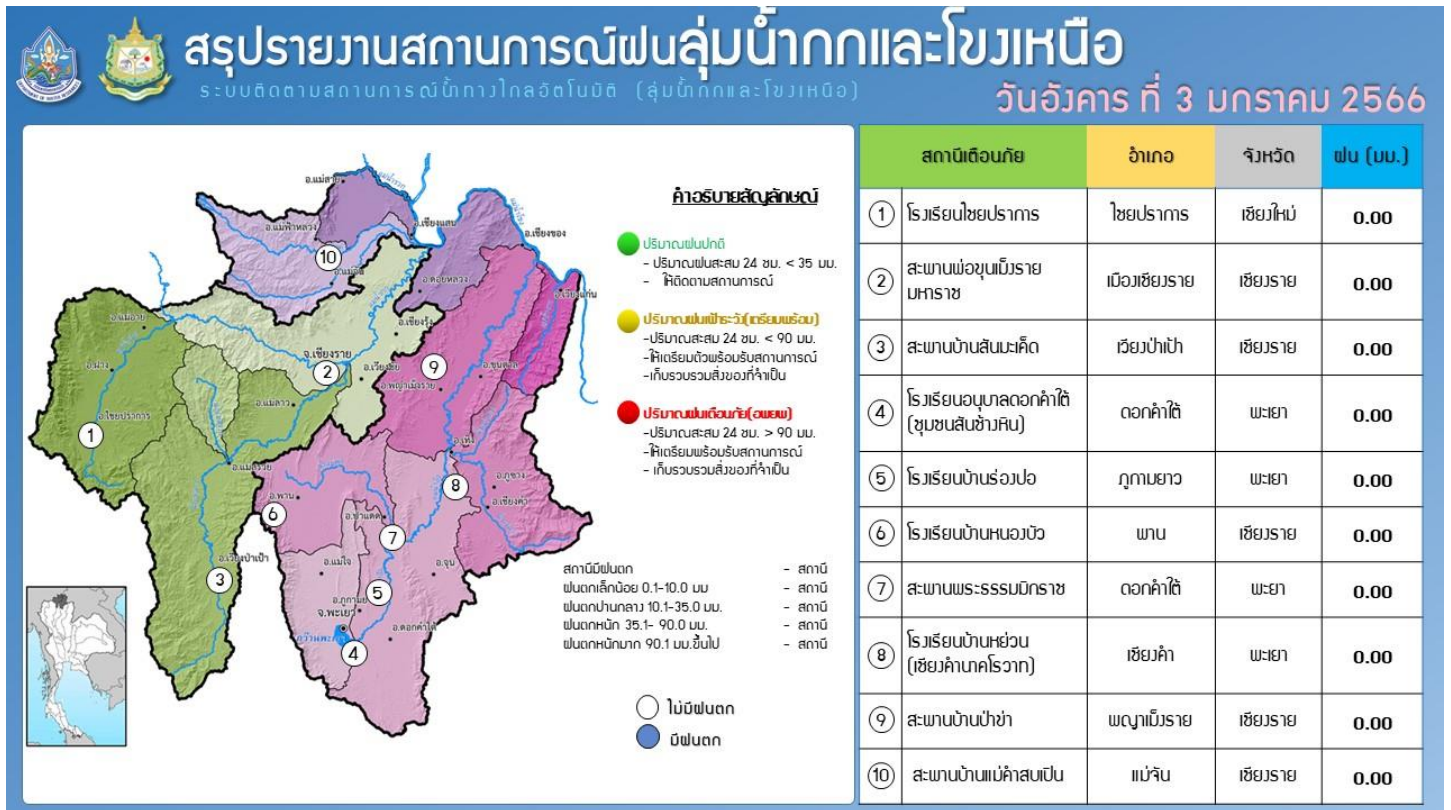 สรุปรายงานสถานการณ์ฝนลุ่มน้ำกกและโขงเหนือ
ระบบติดตามสถานการณ์น้ำทางไกลอัตโนมัติ (ลุ่มน้ำกกและโขงเหนือ)
วันอังคาร ที่ 3 มกราคม 2566
อ.แม่สาย
อ.เชียงแสน
อ.แม่ฟ้าหลวง
อ.เชียงของ
10
อ.แม่จัน
อ.ดอยหลวง
อ.เวียงแก่น
อ.แม่อาย
อ.เชียงรุ้ง
จ.เชียงราย
อ.ฝาง
2
อ.เวียงชัย
9
อ.พญาเม็งราย
อ.ขุนตาล
อ.แม่ลาว
อ.ไชยปราการ
1
อ.เทิง
อ.แม่สรวย
8
อ.ภูซาง
อ.พาน
อ.เชียงคำ
6
อ.ป่าแดด
7
อ.เวียงป่าเป้า
3
อ.แม่ใจ
อ.จุน
5
จ.พะเยา
อ.ดอกคำใต้
4
คำอธิบายสัญลักษณ์
ปริมาณฝนปกติ
- ปริมาณฝนสะสม 24 ชม. < 35 มม.
- ให้ติดตามสถานการณ์
ปริมาณฝนเฝ้าระวัง(เตรียมพร้อม)
-ปริมาณสะสม 24 ชม. < 90 มม.
-ให้เตรียมตัวพร้อมรับสถานการณ์
-เก็บรวบรวมสิ่งของที่จำเป็น
ปริมาณฝนเตือนภัย(อพยพ)
-ปริมาณสะสม 24 ชม. > 90 มม.
-ให้เตรียมพร้อมรับสถานการณ์
- เก็บรวบรวมสิ่งของที่จำเป็น
สถานีมีฝนตก - สถานี
ฝนตกเล็กน้อย 0.1-10.0 มม - สถานี
ฝนตกปานกลาง 10.1-35.0 มม. - สถานี
ฝนตกหนัก 35.1- 90.0 มม. - สถานี
ฝนตกหนักมาก 90.1 มม.ขึ้นไป - สถานี
ไม่มีฝนตก
มีฝนตก
สถานีเตือนภัย อำเภอ จังหวัด ฝน (มม.)
1 โรงเรียนไชยปราการ ไชยปราการ เชียงใหม่ 0.00
2 สะพานพ่อขุนเม็งราย
มหาราช เมืองเชียงราย เชียงราย 0.00
3 สะพานบ้านสันมะเค็ด เวียงป่าเป้า เชียงราย 0.00
4 โรงเรียนอนุบาลดอกคำใต้
(ชุมชนสันช้างหิน) ดอกคำใต้ พะเยา 0.00
5 โรงเรียนบ้านร่องปอ ภูกามยาว พะเยา 0.00
6 โรงเรียนบ้านหนองบัว พาน เชียงราย 0.00
7 สะพานพระธรรมมิกราช ดอกคำใต้ พะเยา 0.00
8 โรงเรียนบ้านหย่วน
(เชียงคำนาคโรวาท) เชียงคำ พะเยา 0.00
9 สะพานบ้านป่าข่า พญาเม็งราย เชียงราย 0.00
10 สะพานบ้านแม่คำสบเปิน แม่จัน เชียงราย 0.00